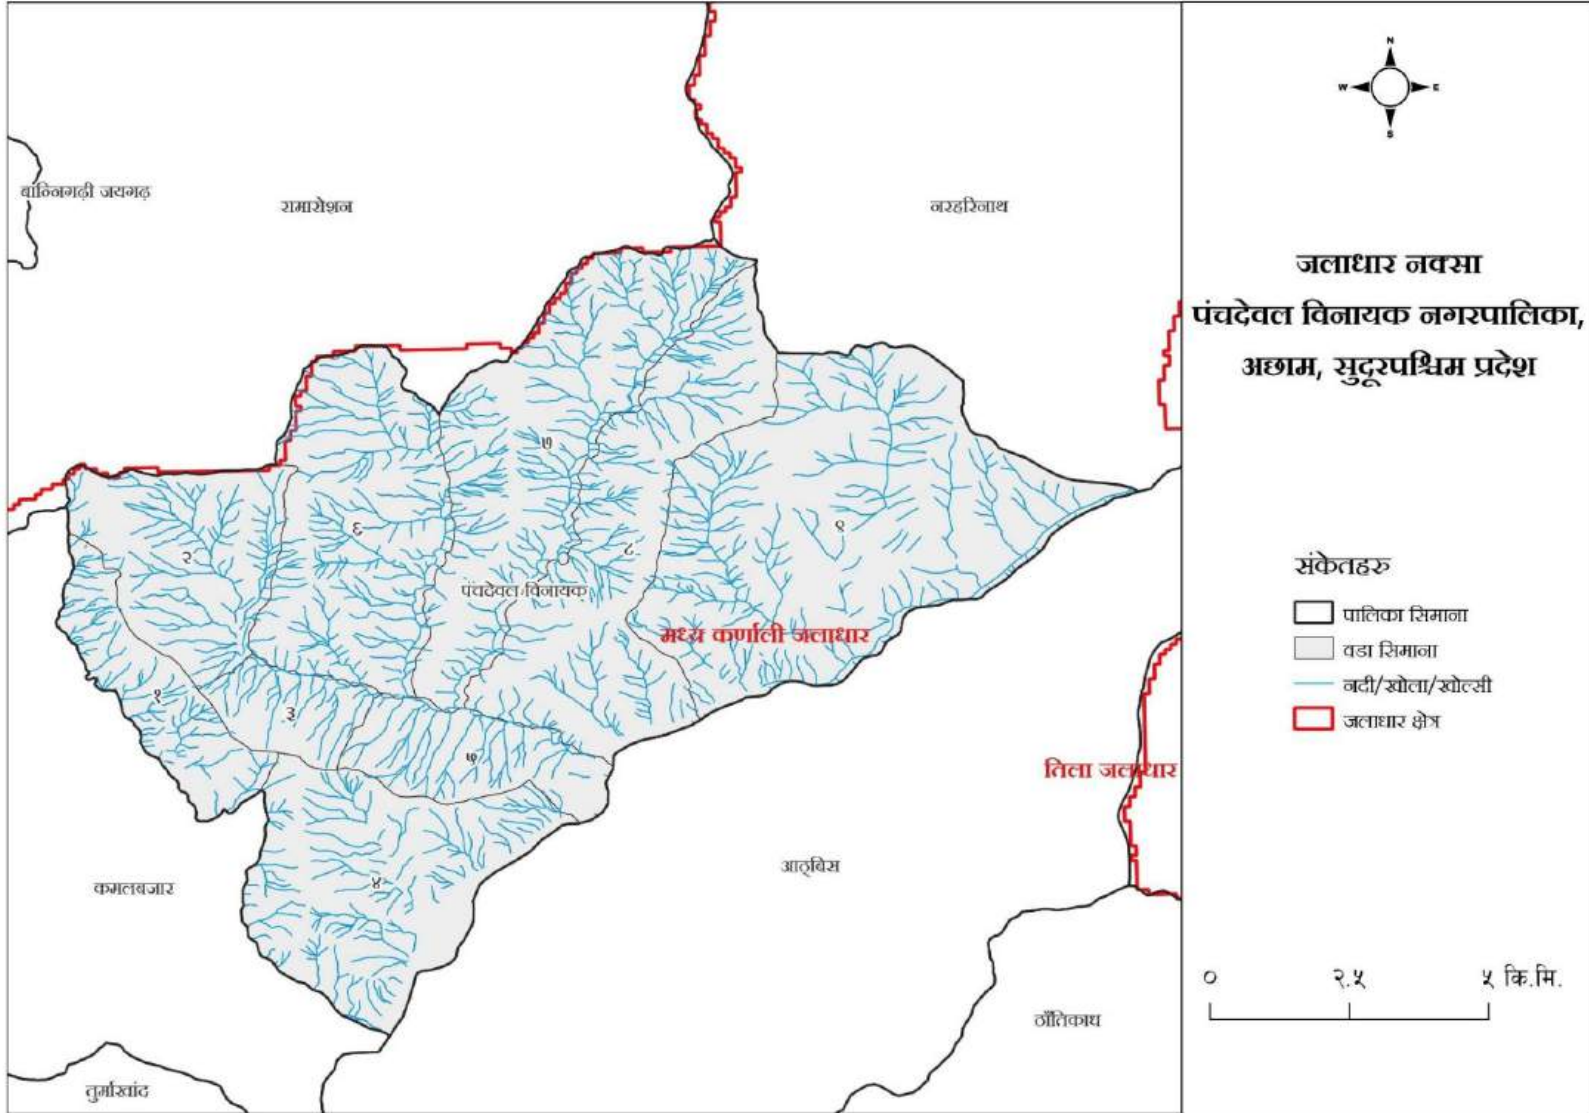 N
W E
S
बान्निगढी जयगढ
रामारोशन
नरहरिनाथ
जलाधार नक्सा
पंचदेवल विनायक नगरपालिका,
अछाम, सुदूरपश्चिम प्रदेश
७
९
६
२
८
पंचदेवल विनायक
संकेतहरु
पालिका सिमाना
मध्य कर्णाली जलाधार
वडा सिमाना
नदी/खोला/खोल्सी
१
३
जलाधार क्षेत्र
५
तिला जलाधार
आठ्बिस
कमलबजार
४
० २.५ ५ कि.मि.
ठाँतिकाध
तुर्माखांद